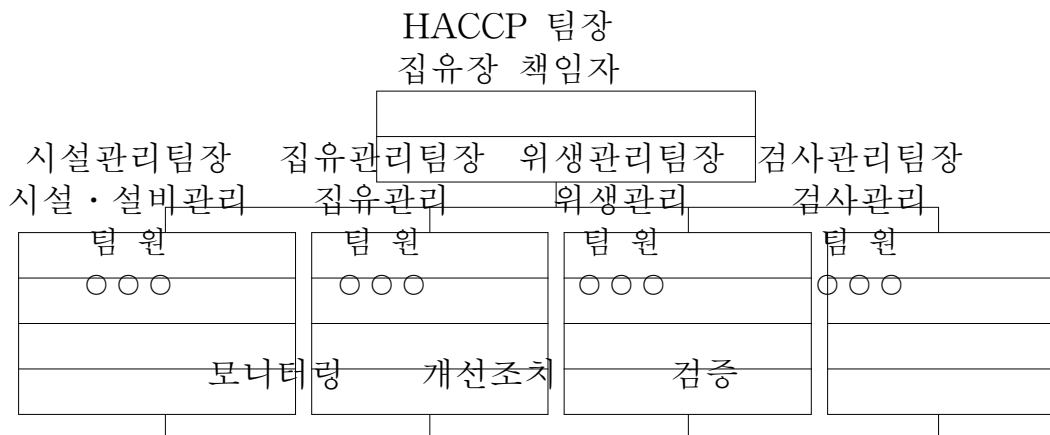 HACCP 팀장
집유장 책임자
시설관리팀장 집유관리팀장 위생관리팀장 검사관리팀장
시설·설비관리 집유관리 위생관리 검사관리
팀 원 팀 원 팀 원 팀 원
○○○ ○○○ ○○○ ○○○
모니터링 개선조치 검증